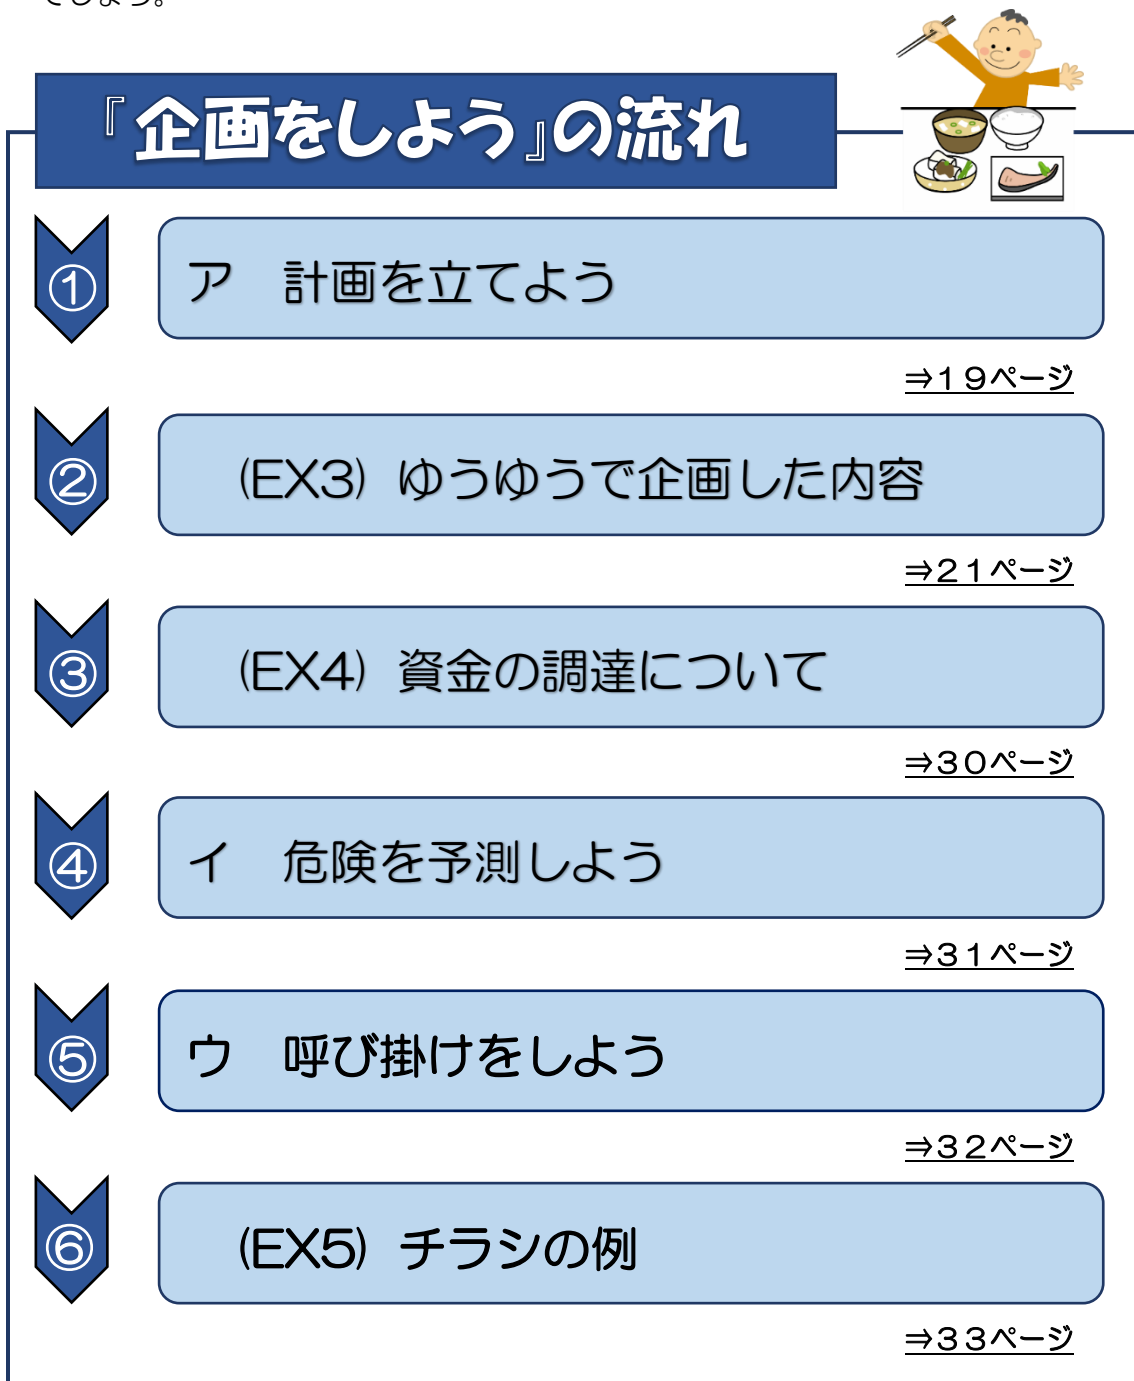 でしょう。
『企画をしよう』の流れ
①
ア　計画を立てよう
⇒１９ページ
②
（EX3）ゆうゆうで企画した内容
⇒２１ページ
③
（EX4）資金の調達について
⇒３０ページ
④
イ　危険を予測しよう
⇒３１ページ
⑤
ウ　呼び掛けをしよう
⇒３２ページ
⑥
（EX5）チラシの例
⇒３３ページ